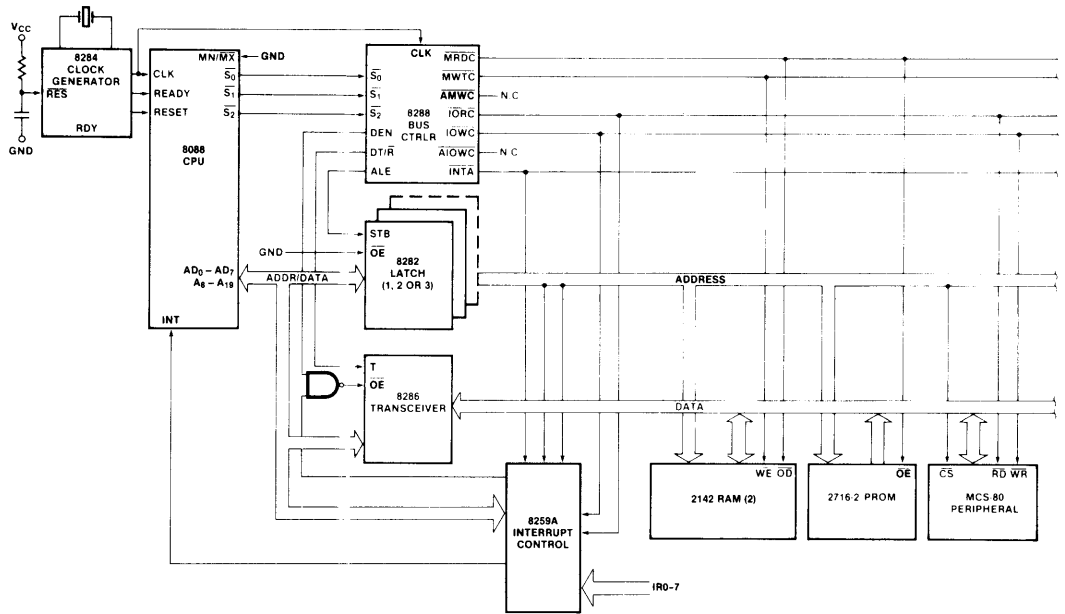 VCC
8284
CLOCK
GENERATOR
RES
RDY
GND
MN/MX
GND
CLK
READY
RESET
S0
S1
S2
8088
CPU
AD0 – AD7
A8 – A19
INT
CLK
S0
S1
S2
DEN
DT/R
ALE
8288
BUS
CTRLR
MRDC
MWTC
AMWC
N.C
IORC
IOWC
AIOWC
N.C
INTA
STB
GND
OE
8282
LATCH
(1, 2 OR 3)
ADDR/DATA
ADDRESS
T
OE
8286
TRANSCEIVER
DATA
8259A
INTERRUPT
CONTROL
IR0-7
WE OD
2142 RAM (2)
OE
2716-2 PROM
CS RD WR
MCS-80
PERIPHERAL